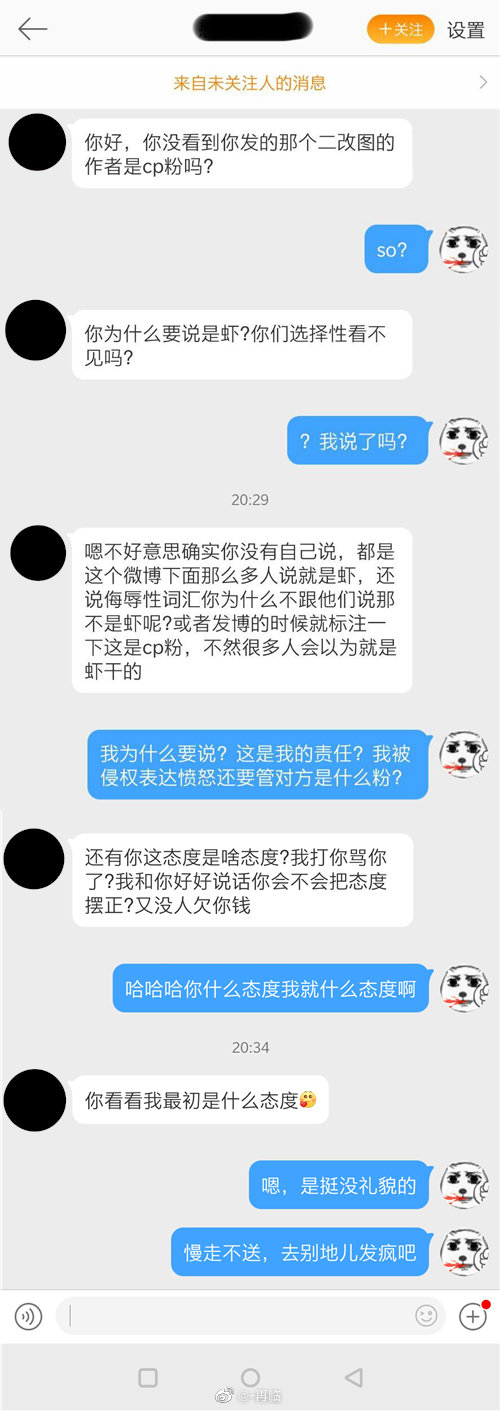 +关注
设置
来自未关注人的消息
你好，你没看到你发的那个二改图的
作者是cp粉吗?
so?
你为什么要说是虾?你们选择性看不
见吗?
？我说了吗?
20:29
嗯不好意思确实你没有自己说，都是
这个微博下面那么多人说就是虾，还
说侮辱性词汇你为什么不跟他们说那
不是虾呢?或者发博的时候就标注一
下这是cp粉，不然很多人会以为就是
虾干的
我为什么要说？这是我的责任？我被
侵权表达愤怒还要管对方是什么粉?
还有你这态度是啥态度?我打你骂你
了?我和你好好说话你会不会把态度
摆正?又没人欠你钱
哈哈哈你什么态度我就什么态度啊
20:34
你看看我最初是什么态度😘
嗯，是挺没礼貌的
慢走不送，去别地儿发疯吧